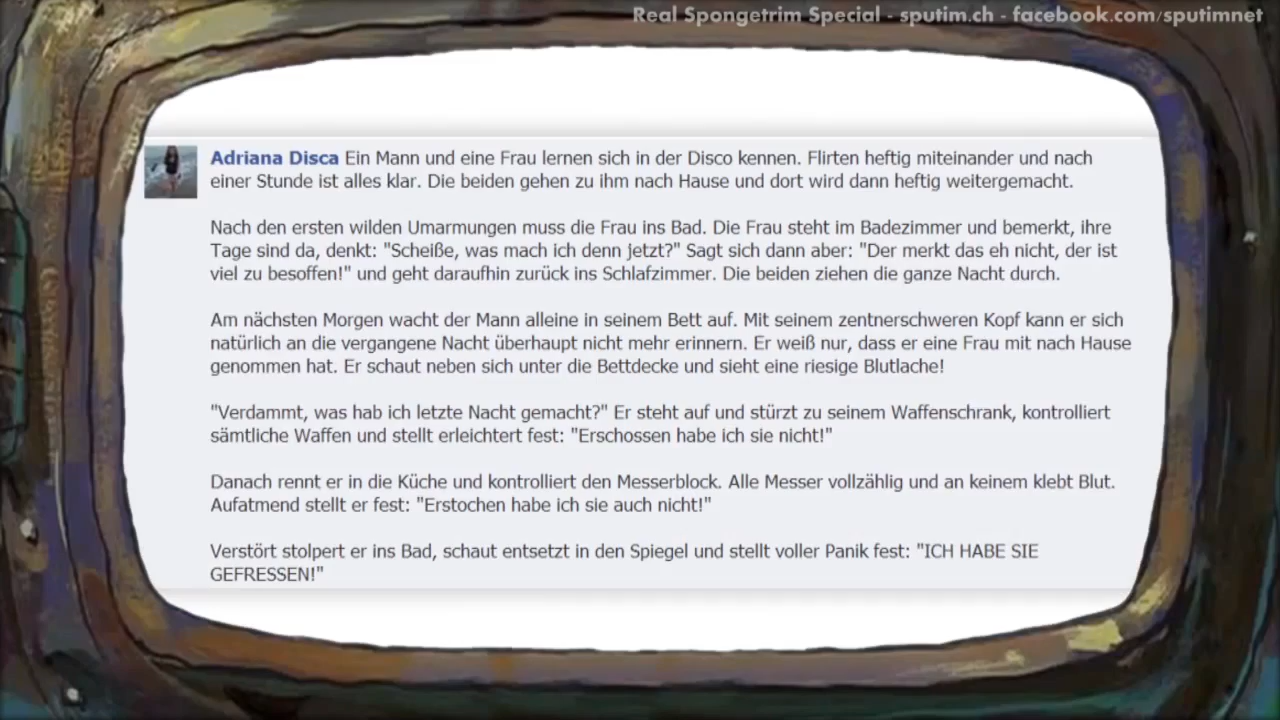 Real Spongetrim Special - sputim.ch - facebook.com/sputimnet
Adriana Disca Ein Mann und eine Frau lernen sich in der Disco kennen. Flirten heftig miteinander und nach
einer Stunde ist alles klar. Die beiden gehen zu ihm nach Hause und dort wird dann heftig weitergemacht.
Nach den ersten wilden Umarmungen muss die Frau ins Bad. Die Frau steht im Badezimmer und bemerkt, ihre
Tage sind da, denkt: "Scheiße, was mach ich denn jetzt?" Sagt sich dann aber: "Der merkt das eh nicht, der ist
viel zu besoffen!" und geht daraufhin zurück ins Schlafzimmer. Die beiden ziehen die ganze Nacht durch.
Am nächsten Morgen wacht der Mann alleine in seinem Bett auf. Mit seinem zentnerschweren Kopf kann er sich
natürlich an die vergangene Nacht überhaupt nicht mehr erinnern. Er weiß nur, dass er eine Frau mit nach Hause
genommen hat. Er schaut neben sich unter die Bettdecke und sieht eine riesige Blutlache!
"Verdammt, was hab ich letzte Nacht gemacht?" Er steht auf und stürzt zu seinem Waffenschrank, kontrolliert
sämtliche Waffen und stellt erleichtert fest: "Erschossen habe ich sie nicht!"
Danach rennt er in die Küche und kontrolliert den Messerblock. Alle Messer vollzählig und an keinem klebt Blut.
Aufatmend stellt er fest: "Erstochen habe ich sie auch nicht!"
Verstört stolpert er ins Bad, schaut entsetzt in den Spiegel und stellt voller Panik fest: "ICH HABE SIE
GEFRESSEN!"